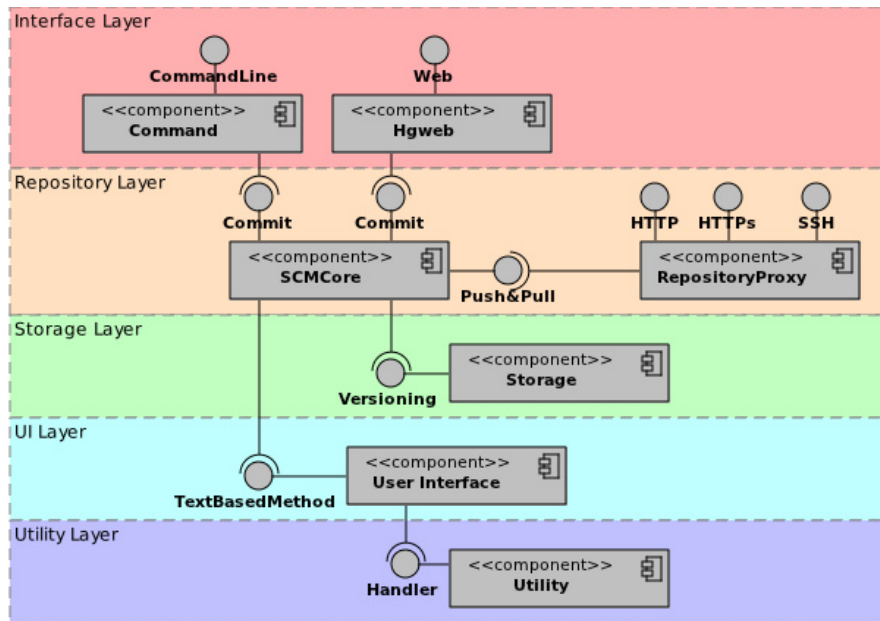 Interface Layer
CommandLine
Web
<<component>>
Command
<<component>>
Hgweb
Repository Layer
Commit
Commit
HTTP
HTTPs
SSH
<<component>>
SCMCore
Push&Pull
<<component>>
RepositoryProxy
Storage Layer
Versioning
<<component>>
Storage
UI Layer
TextBasedMethod
<<component>>
User Interface
Utility Layer
Handler
<<component>>
Utility